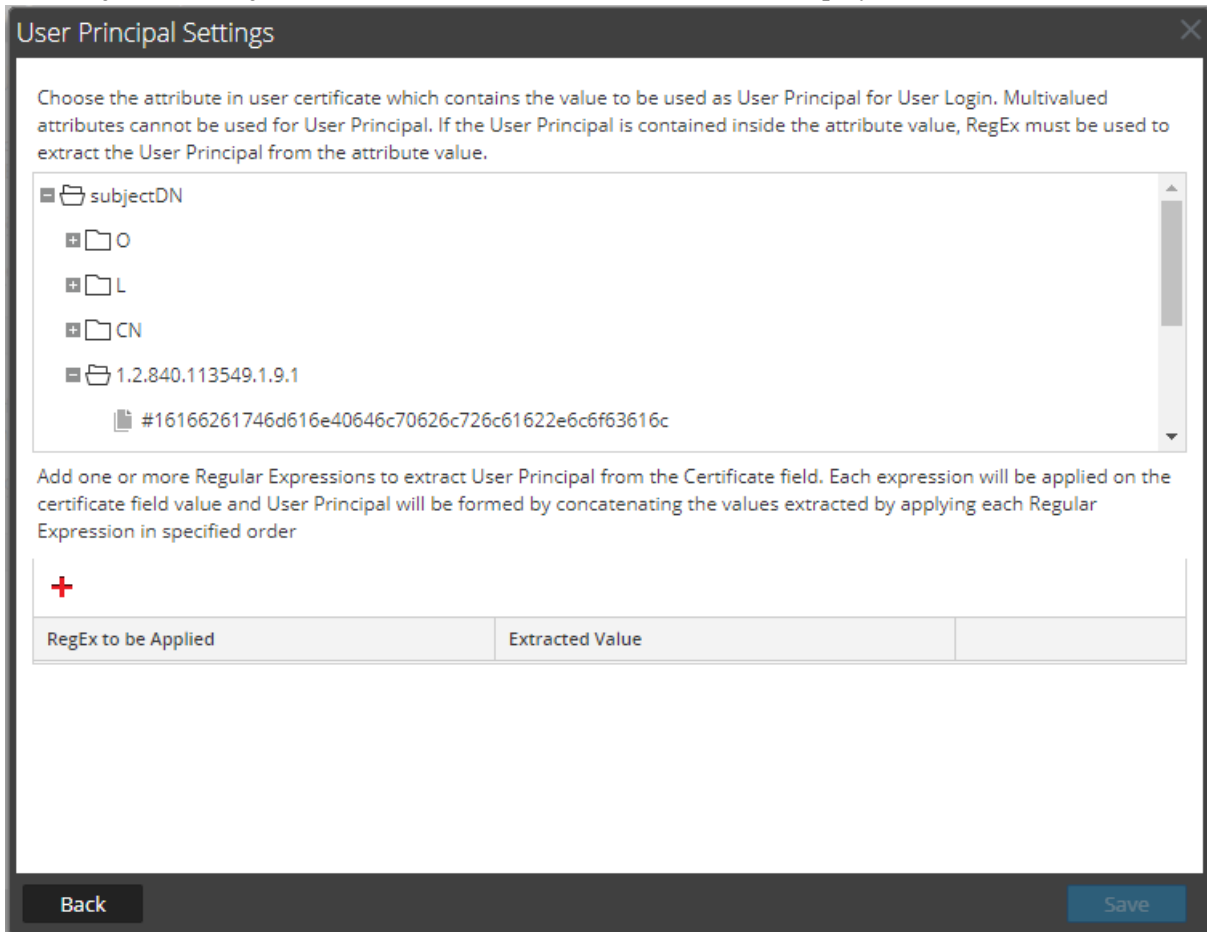 User Principal Settings
Choose the attribute in user certificate which contains the value to be used as User Principal for User Login. Multivalued
attributes cannot be used for User Principal. If the User Principal is contained inside the attribute value, RegEx must be used to
extract the User Principal from the attribute value.
subjectDN
O
L
CN
1.2.840.113549.1.9.1
#16166261746d616e40646c70626c726c61622e6c6f63616c
Add one or more Regular Expressions to extract User Principal from the Certificate field. Each expression will be applied on the
certificate field value and User Principal will be formed by concatenating the values extracted by applying each Regular
Expression in specified order
RegEx to be Applied Extracted Value
Back Save